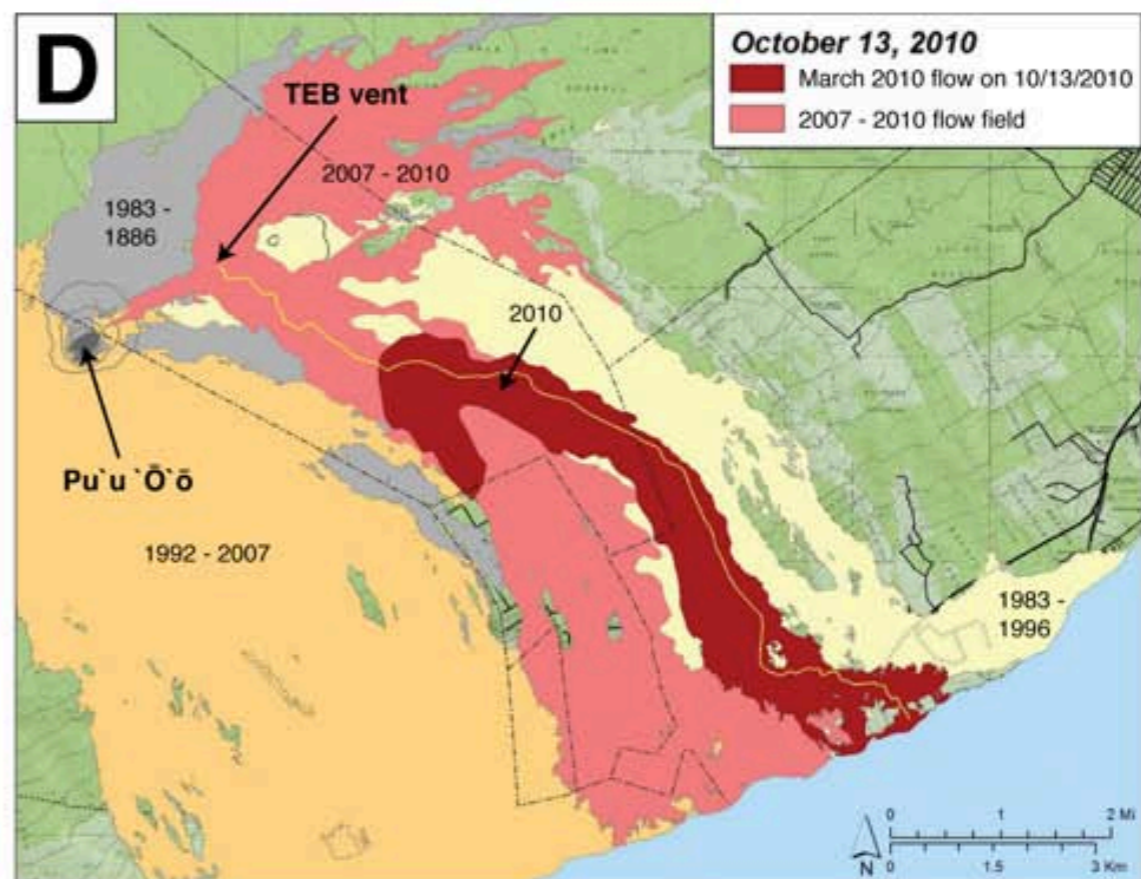 D
October 13, 2010
March 2010 flow on 10/13/2010
2007 - 2010 flow field
TEB vent
2007 - 2010
1983 -
1886
2010
Pu`u `Ō`ō
1992 - 2007
1983 -
1996
0 1 2 Mi
0 1.5 3 Km
N